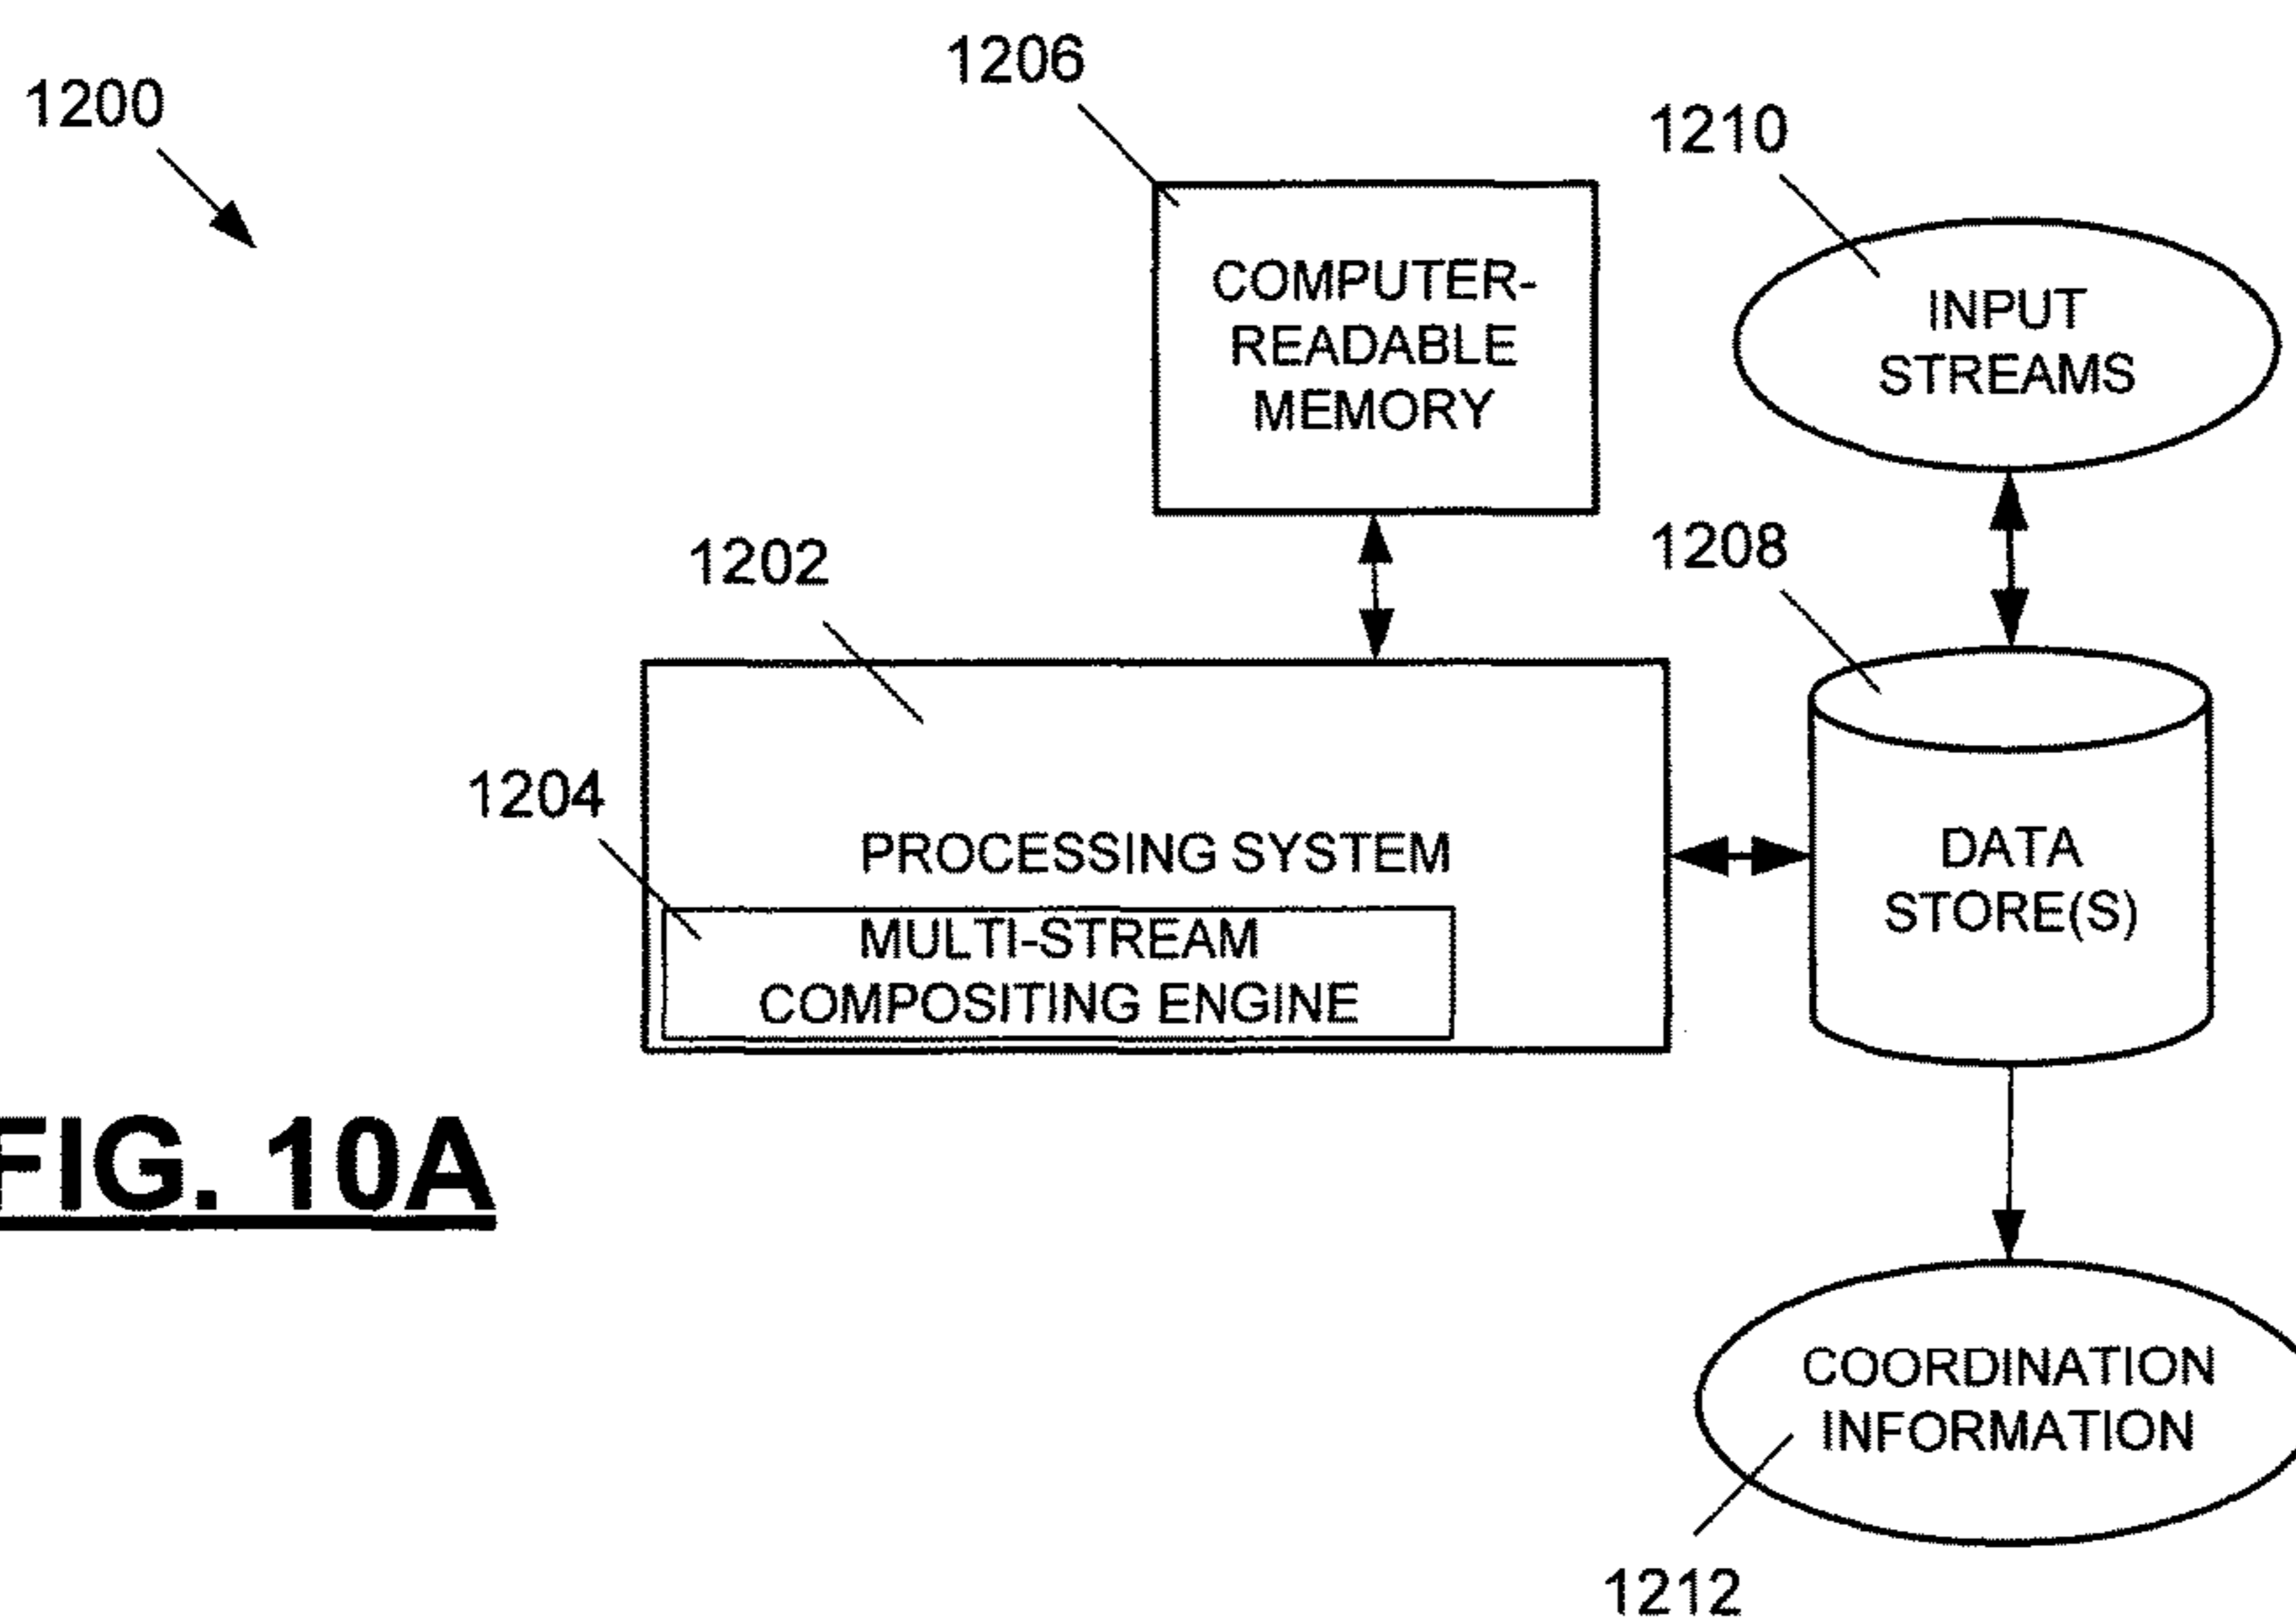 1200
1206
COMPUTER-
READABLE
MEMORY
1210
INPUT
STREAMS
1202
1208
1204
PROCESSING SYSTEM
MULTI-STREAM
COMPOSITING ENGINE
DATA
STORE(S)
FIG. 10A
COORDINATION
INFORMATION
1212